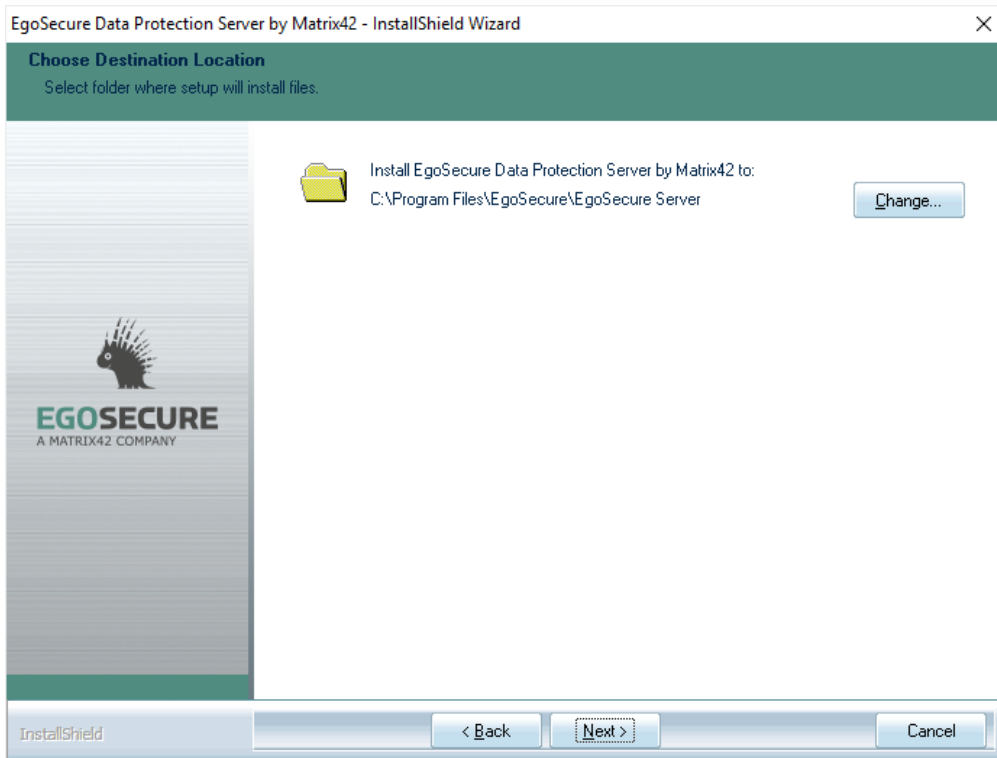 EgoSecure Data Protection Server by Matrix42 - InstallShield Wizard
Choose Destination Location
Select folder where setup will install files.
Install EgoSecure Data Protection Server by Matrix42 to:
C:\Program Files\EgoSecure\EgoSecure Server
Change...
EGOSECURE
A MATRIX42 COMPANY
InstallShield
< Back
Next >
Cancel